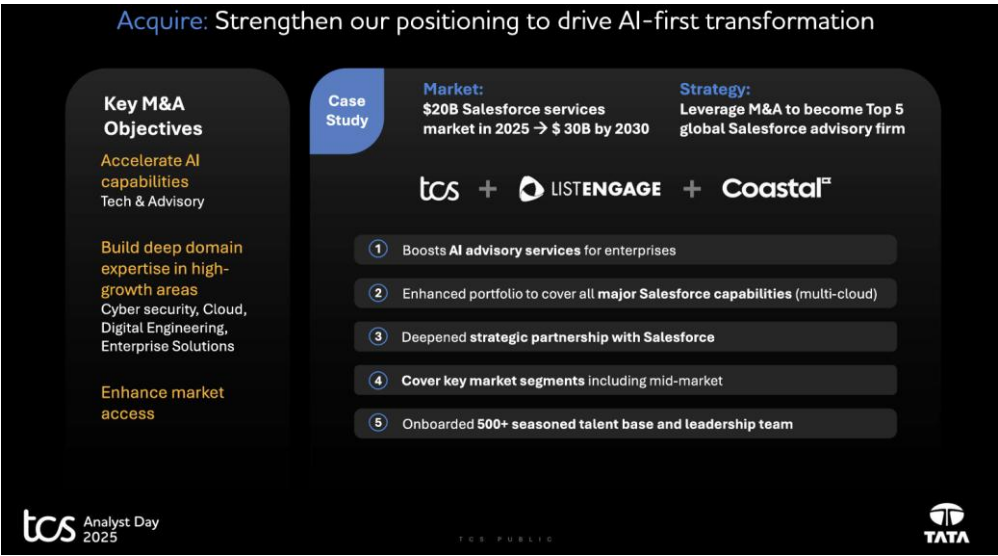 Acquire: Strengthen our positioning to drive AI-first transformation
Key M&A
Objectives
Accelerate AI
capabilities
Tech & Advisory
Build deep domain
expertise in high-
growth areas
Cyber security, Cloud,
Digital Engineering,
Enterprise Solutions
Enhance market
access
Case
Study
Market:
$20B Salesforce services
market in 2025 → $ 30B by 2030
Strategy:
Leverage M&A to become Top 5
global Salesforce advisory firm
tcs + LISTENGAGE + Coastal
1 Boosts AI advisory services for enterprises
2 Enhanced portfolio to cover all major Salesforce capabilities (multi-cloud)
3 Deepened strategic partnership with Salesforce
4 Cover key market segments including mid-market
5 Onboarded 500+ seasoned talent base and leadership team
tcs Analyst Day
2025
TCS PUBLIC
TATA